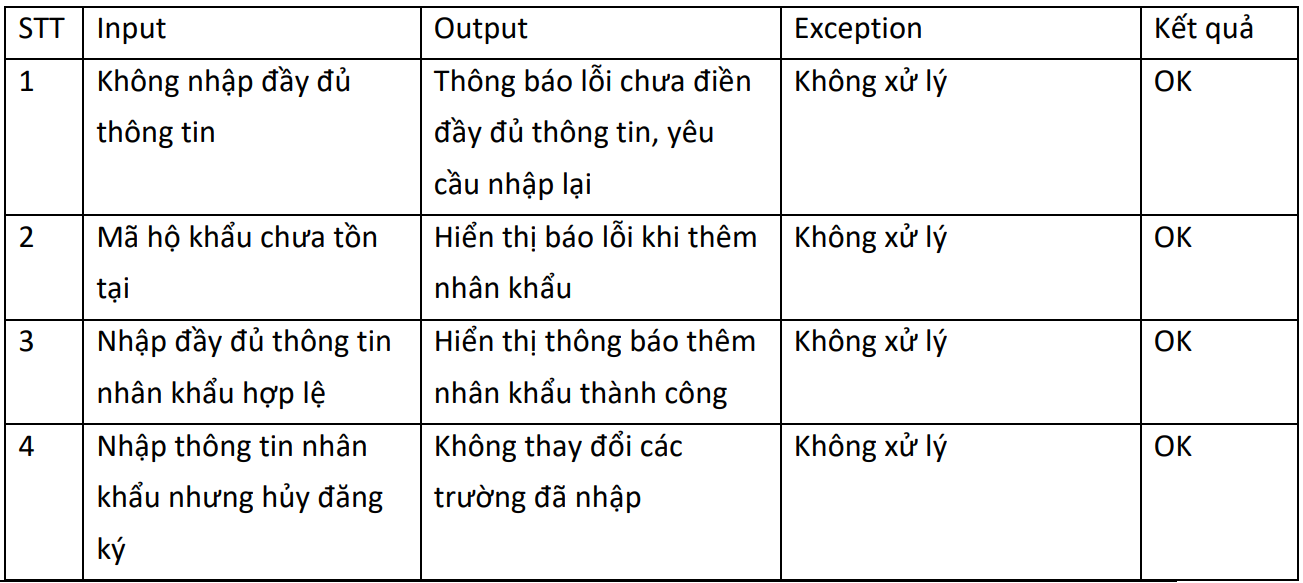 STT Input Output Exception Kết quả
1 Không nhập đầy đủ Thông báo lỗi chưa điền Không xử lý OK
thông tin đầy đủ thông tin, yêu
cầu nhập lại
2 Mã hộ khẩu chưa tồn Hiển thị báo lỗi khi thêm Không xử lý OK
tại nhân khẩu
3 Nhập đầy đủ thông tin Hiển thị thông báo thêm Không xử lý OK
nhân khẩu hợp lệ nhân khẩu thành công
4 Nhập thông tin nhân Không thay đổi các Không xử lý OK
khẩu nhưng hủy đăng trường đã nhập
ký